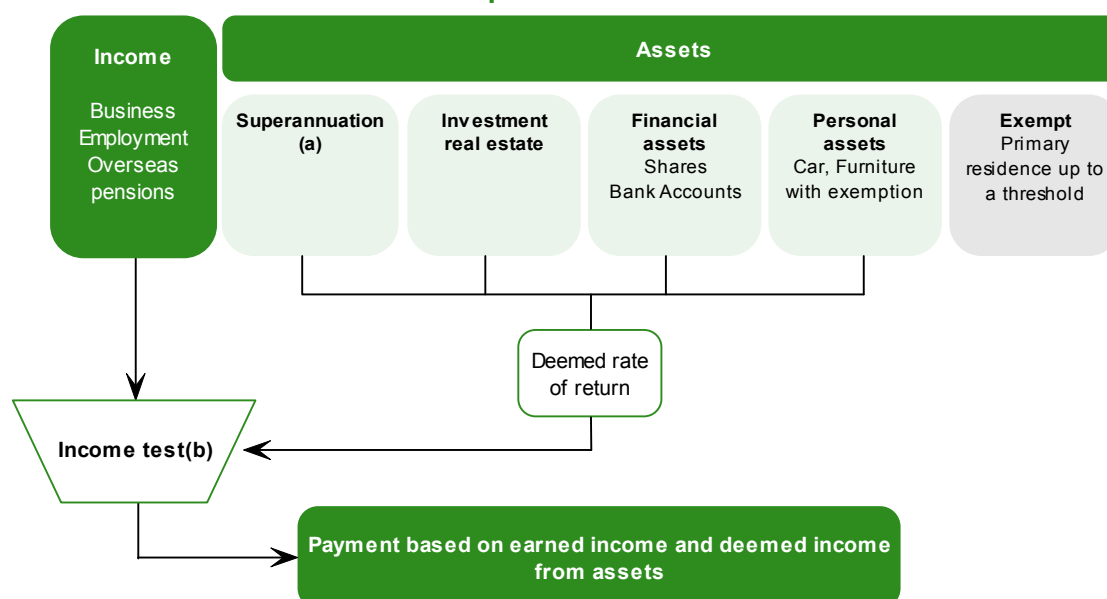 Income
Business
Employment
Overseas
pensions
Assets
Superannuation
(a)
Investment
real estate
Financial
assets
Shares
Bank Accounts
Personal
assets
Car, Furniture
with exemption
Exempt
Primary
residence up to
a threshold
Deemed rate
of return
Income test(b)
Payment based on earned income and deemed income
from assets